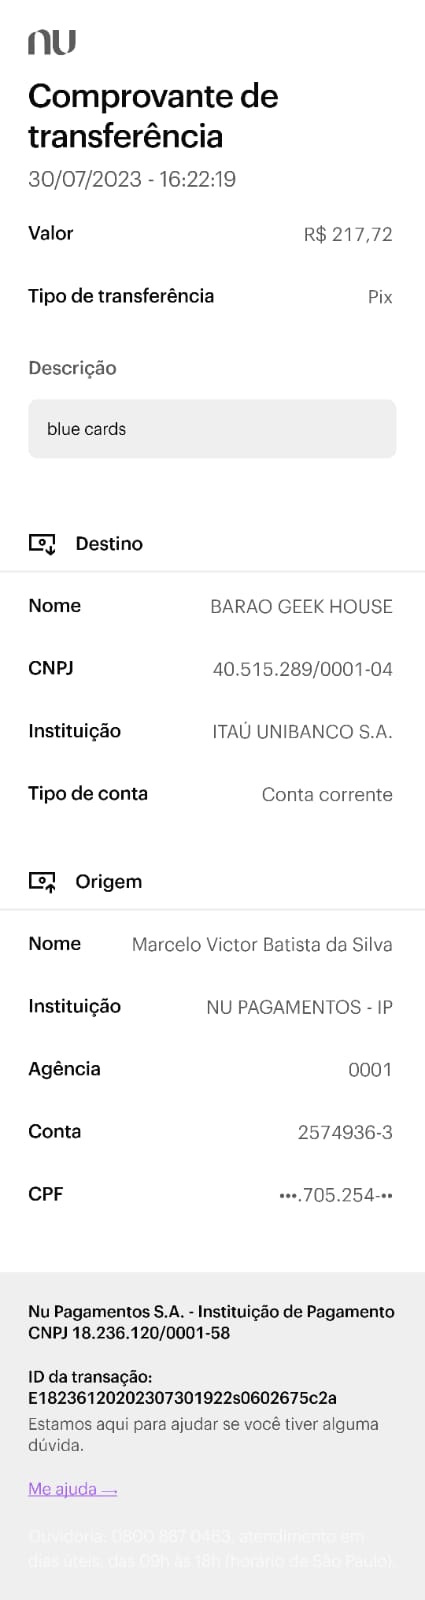 nu
Comprovante de
transferência
30/07/2023 - 16:22:19
Valor R$ 217,72
Tipo de transferência Pix
Descrição
blue cards
Destino
Nome BARAO GEEK HOUSE
CNPJ 40.515.289/0001-04
Instituição ITAÚ UNIBANCO S.A.
Tipo de conta Conta corrente
Origem
Nome Marcelo Victor Batista da Silva
Instituição NU PAGAMENTOS - IP
Agência 0001
Conta 2574936-3
CPF •••.705.254-••
Nu Pagamentos S.A. - Instituição de Pagamento
CNPJ 18.236.120/0001-58
ID da transação:
E18236120202307301922s0602675c2a
Estamos aqui para ajudar se você tiver alguma
dúvida.
Me ajuda →
Ouvidoria: 0800 887 0463, atendimento em
dias úteis, das 09h às 18h (horário de São Paulo).